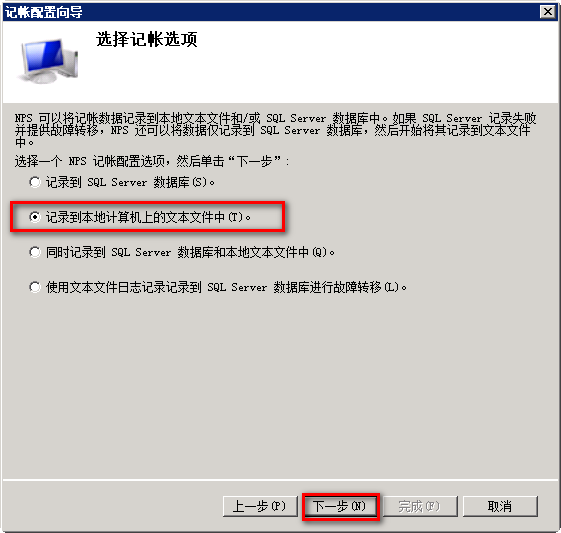 记帐配置向导
选择记帐选项
NPS 可以将记帐数据记录到本地文本文件和/或 SQL Server 数据库中。如果 SQL Server 记录失败
并提供故障转移，NPS 还可以将数据仅记录到 SQL Server 数据库，然后开始将其记录到文本文件
中。
选择一个 NPS 记帐配置选项，然后单击“下一步”:
记录到 SQL Server 数据库(S)。
记录到本地计算机上的文本文件中(T)。
同时记录到 SQL Server 数据库和本地文本文件中(Q)。
使用文本文件日志记录记录到 SQL Server 数据库进行故障转移(L)。
上一步(P) 下一步(N) 完成(F) 取消